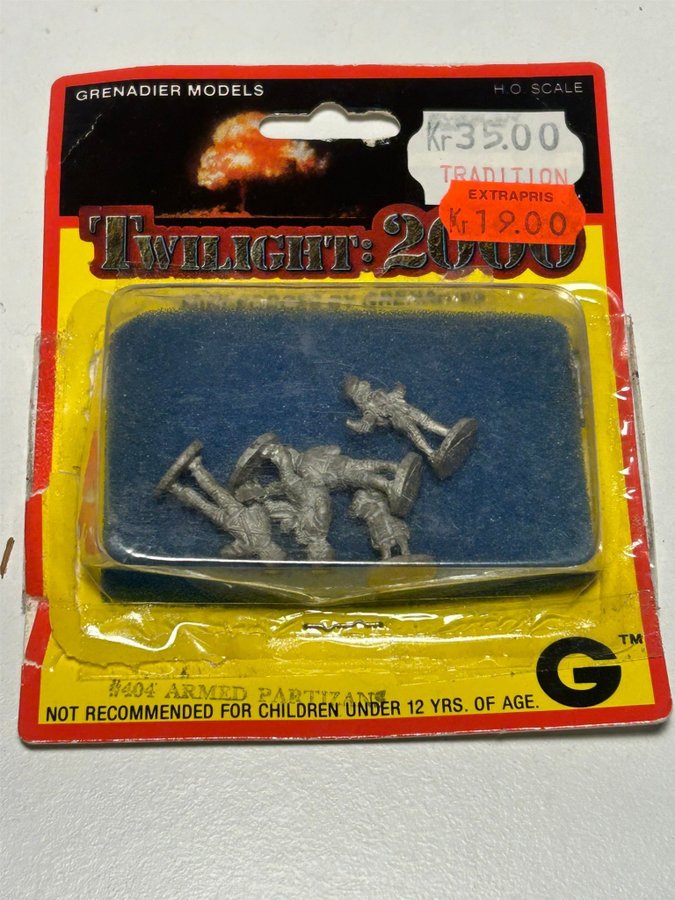 GRENADIER MODELS
H.O. SCALE
Kr 35.00
TRADITION
EXTRAPRIS
Kr 19.00
TWILIGHT: 2000
G™
#404 ARMED PARTIZANS
NOT RECOMMENDED FOR CHILDREN UNDER 12 YRS. OF AGE.